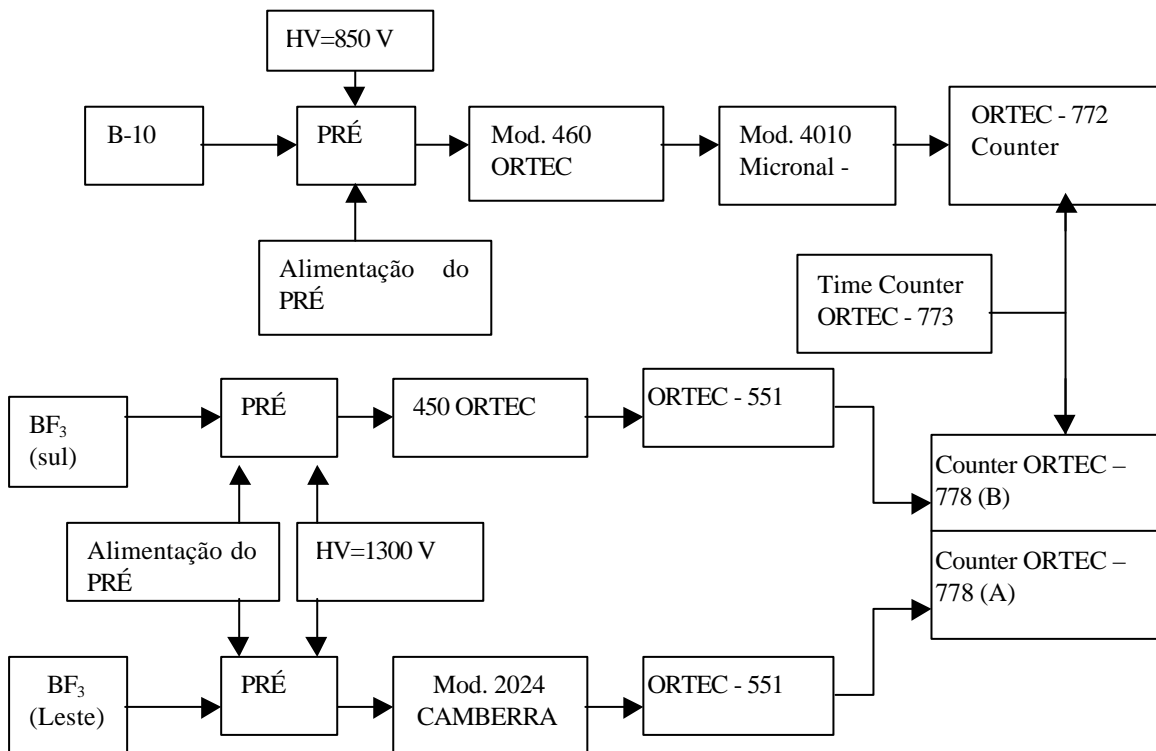 HV=850 V
B-10
PRÉ
Mod. 460
ORTEC
Mod. 4010
Micronal -
ORTEC - 772
Counter
Alimentação do
PRÉ
Time Counter
ORTEC - 773
BF₃
(sul)
PRÉ
450 ORTEC
ORTEC - 551
Counter ORTEC –
778 (B)
Alimentação do
PRÉ
HV=1300 V
Counter ORTEC –
778 (A)
BF₃
(Leste)
PRÉ
Mod. 2024
CAMBERRA
ORTEC - 551